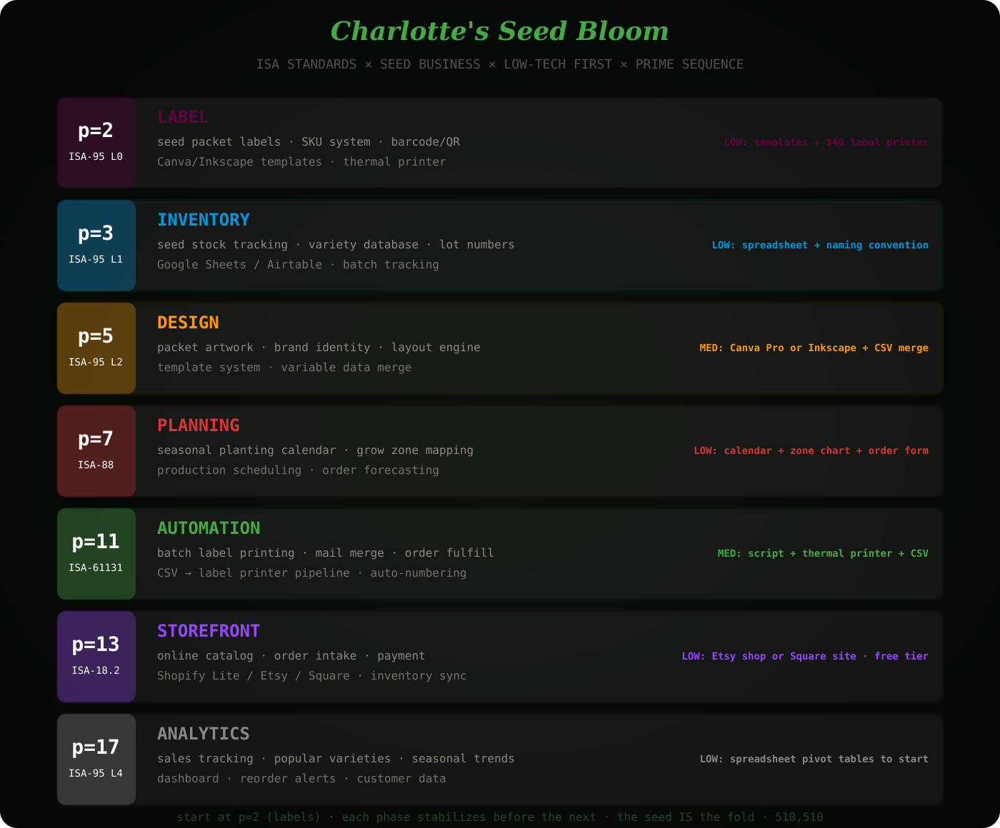 Charlotte's Seed Bloom
ISA STANDARDS × SEED BUSINESS × LOW-TECH FIRST × PRIME SEQUENCE
p=2
ISA-95 L0
LABEL
seed packet labels · SKU system · barcode/QR
Canva/Inkscape templates · thermal printer
LOW: templates + $40 label printer
p=3
ISA-95 L1
INVENTORY
seed stock tracking · variety database · lot numbers
Google Sheets / Airtable · batch tracking
LOW: spreadsheet + naming convention
p=5
ISA-95 L2
DESIGN
packet artwork · brand identity · layout engine
template system · variable data merge
MED: Canva Pro or Inkscape + CSV merge
p=7
ISA-88
PLANNING
seasonal planting calendar · grow zone mapping
production scheduling · order forecasting
LOW: calendar + zone chart + order form
p=11
ISA-61131
AUTOMATION
batch label printing · mail merge · order fulfill
CSV → label printer pipeline · auto-numbering
MED: script + thermal printer + CSV
p=13
ISA-18.2
STOREFRONT
online catalog · order intake · payment
Shopify Lite / Etsy / Square · inventory sync
LOW: Etsy shop or Square site · free tier
p=17
ISA-95 L4
ANALYTICS
sales tracking · popular varieties · seasonal trends
dashboard · reorder alerts · customer data
LOW: spreadsheet pivot tables to start
start at p=2 (labels) · each phase stabilizes before the next · the seed IS the fold · 510,510